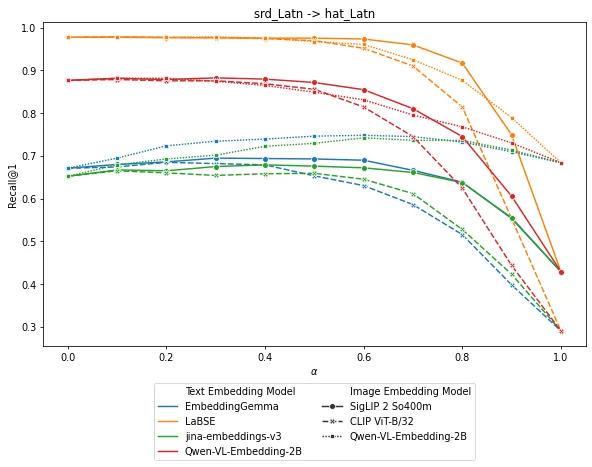 srd_Latn -> hat_Latn
Recall@1
1.0
0.9
0.8
0.7
0.6
0.5
0.4
0.3
0.0 0.2 0.4 0.6 0.8 1.0
α
Text Embedding Model
EmbeddingGemma
LaBSE
jina-embeddings-v3
Qwen-VL-Embedding-2B
Image Embedding Model
SigLIP 2 So400m
CLIP ViT-B/32
Qwen-VL-Embedding-2B